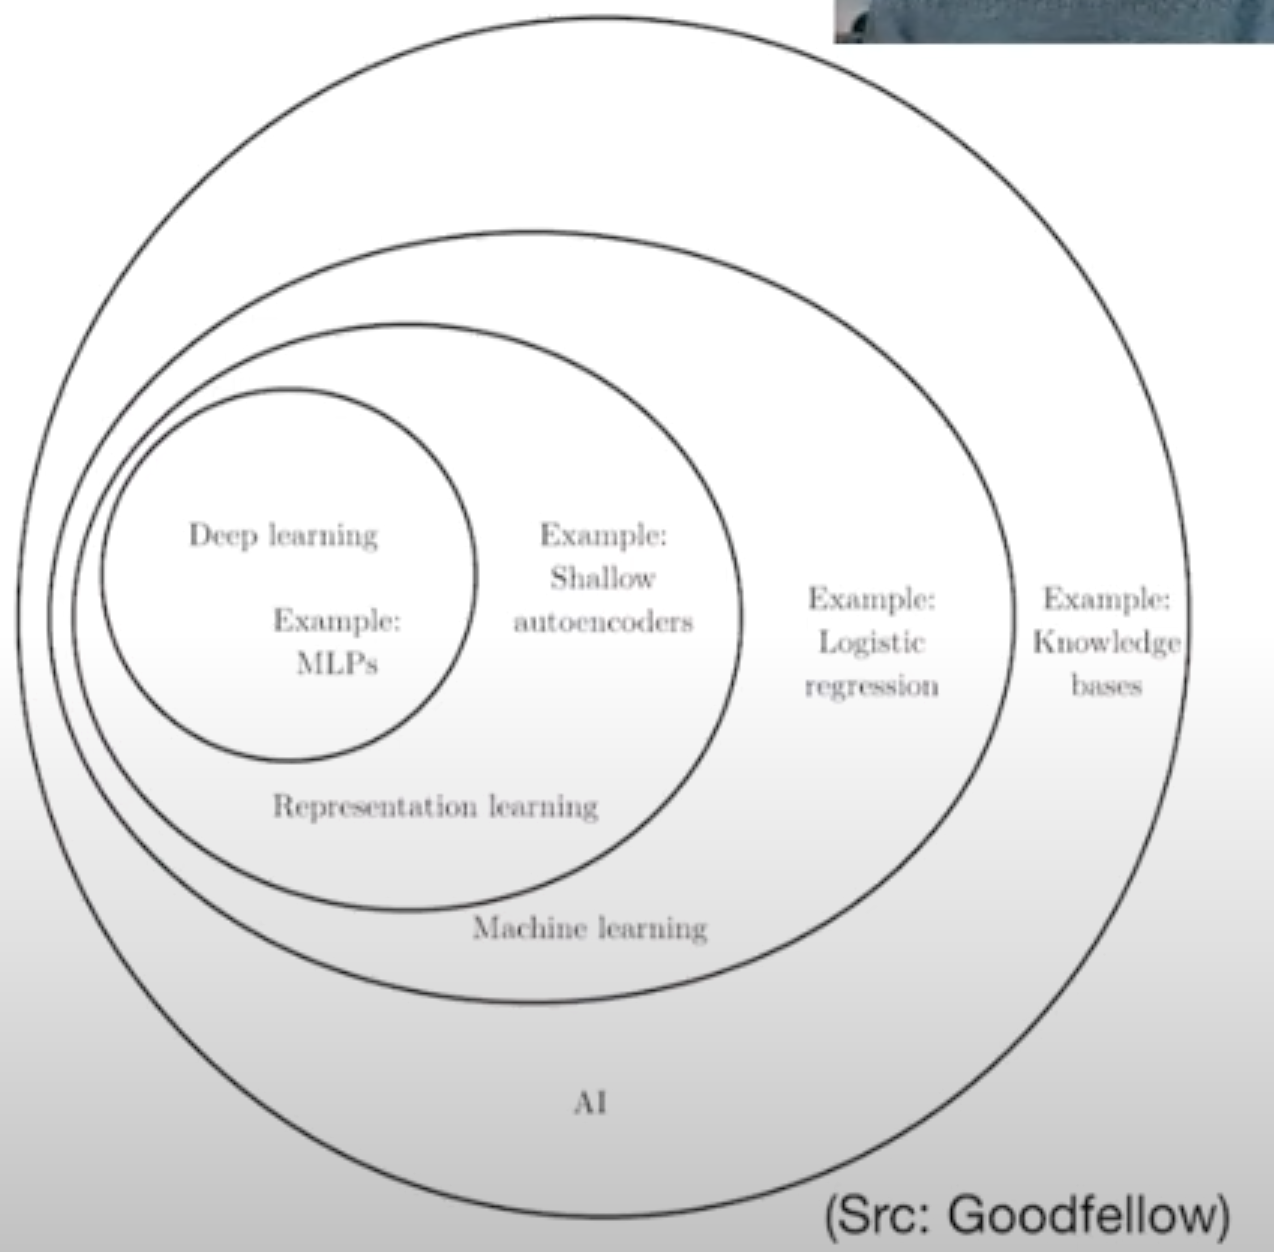 Deep learning
Example:
MLPs
Example:
Shallow
autoencoders
Example:
Logistic
regression
Example:
Knowledge
bases
Representation learning
Machine learning
AI
(Src: Goodfellow)